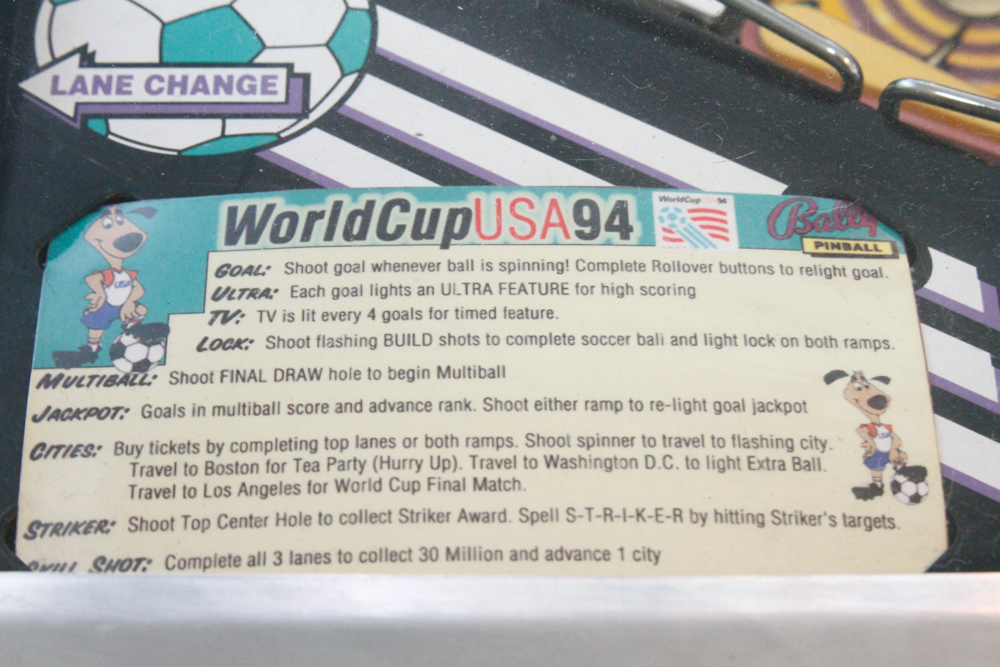 LANE CHANGE
WorldCupUSA94
WorldCup USA 94
Bally
PINBALL
GOAL: Shoot goal whenever ball is spinning! Complete Rollover buttons to relight goal.
ULTRA: Each goal lights an ULTRA FEATURE for high scoring
TV: TV is lit every 4 goals for timed feature.
LOCK: Shoot flashing BUILD shots to complete soccer ball and light lock on both ramps.
USA
MULTIBALL: Shoot FINAL DRAW hole to begin Multiball
JACKPOT: Goals in multiball score and advance rank. Shoot either ramp to re-light goal jackpot
CITIES: Buy tickets by completing top lanes or both ramps. Shoot spinner to travel to flashing city.
Travel to Boston for Tea Party (Hurry Up). Travel to Washington D.C. to light Extra Ball.
Travel to Los Angeles for World Cup Final Match.
STRIKER: Shoot Top Center Hole to collect Striker Award. Spell S-T-R-I-K-E-R by hitting Striker's targets.
SKILL SHOT: Complete all 3 lanes to collect 30 Million and advance 1 city